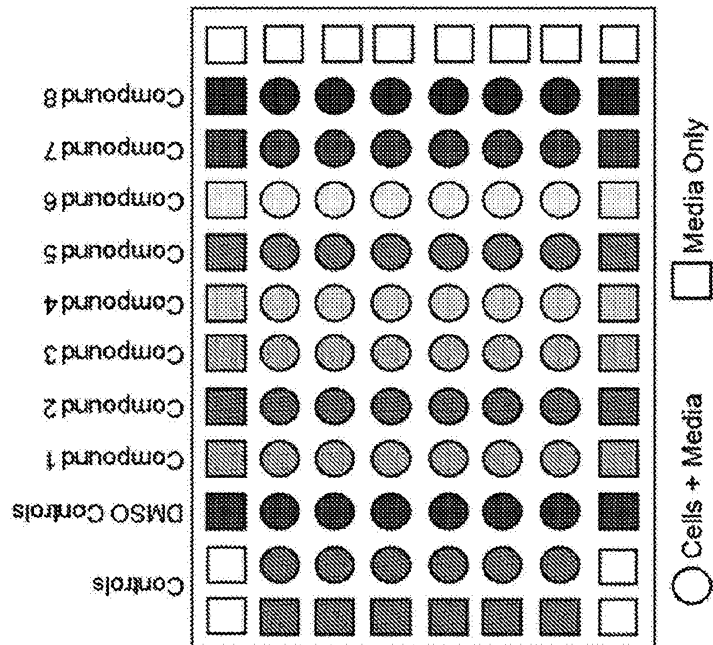 Controls
DMSO Controls
Compound 1
Compound 2
Compound 3
Compound 4
Compound 5
Compound 6
Compound 7
Compound 8
Cells + Media
Media Only